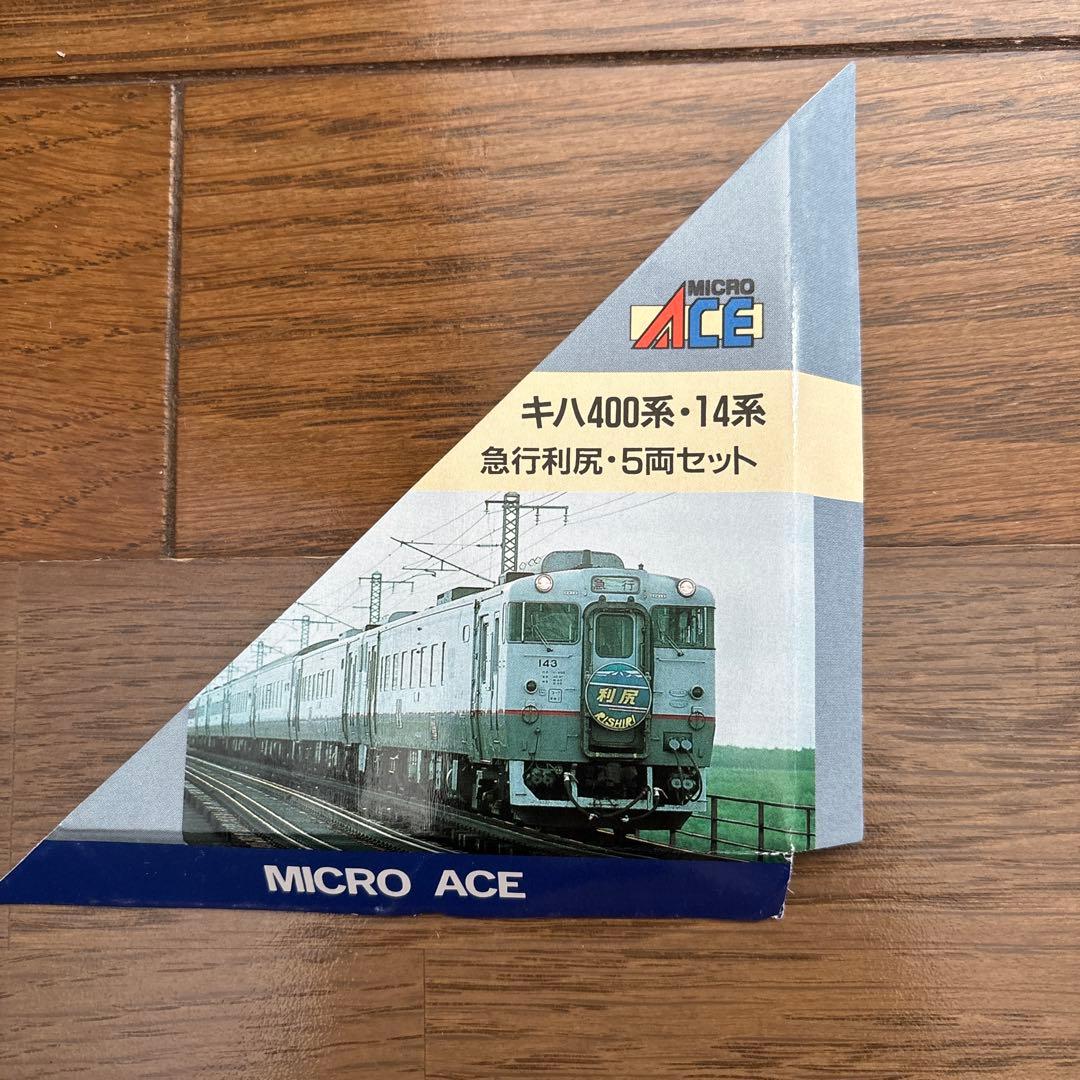 MICRO
ACE
キハ400系・14系
急行利尻・5両セット
急行
143
利尻
RISHIRI
MICRO ACE